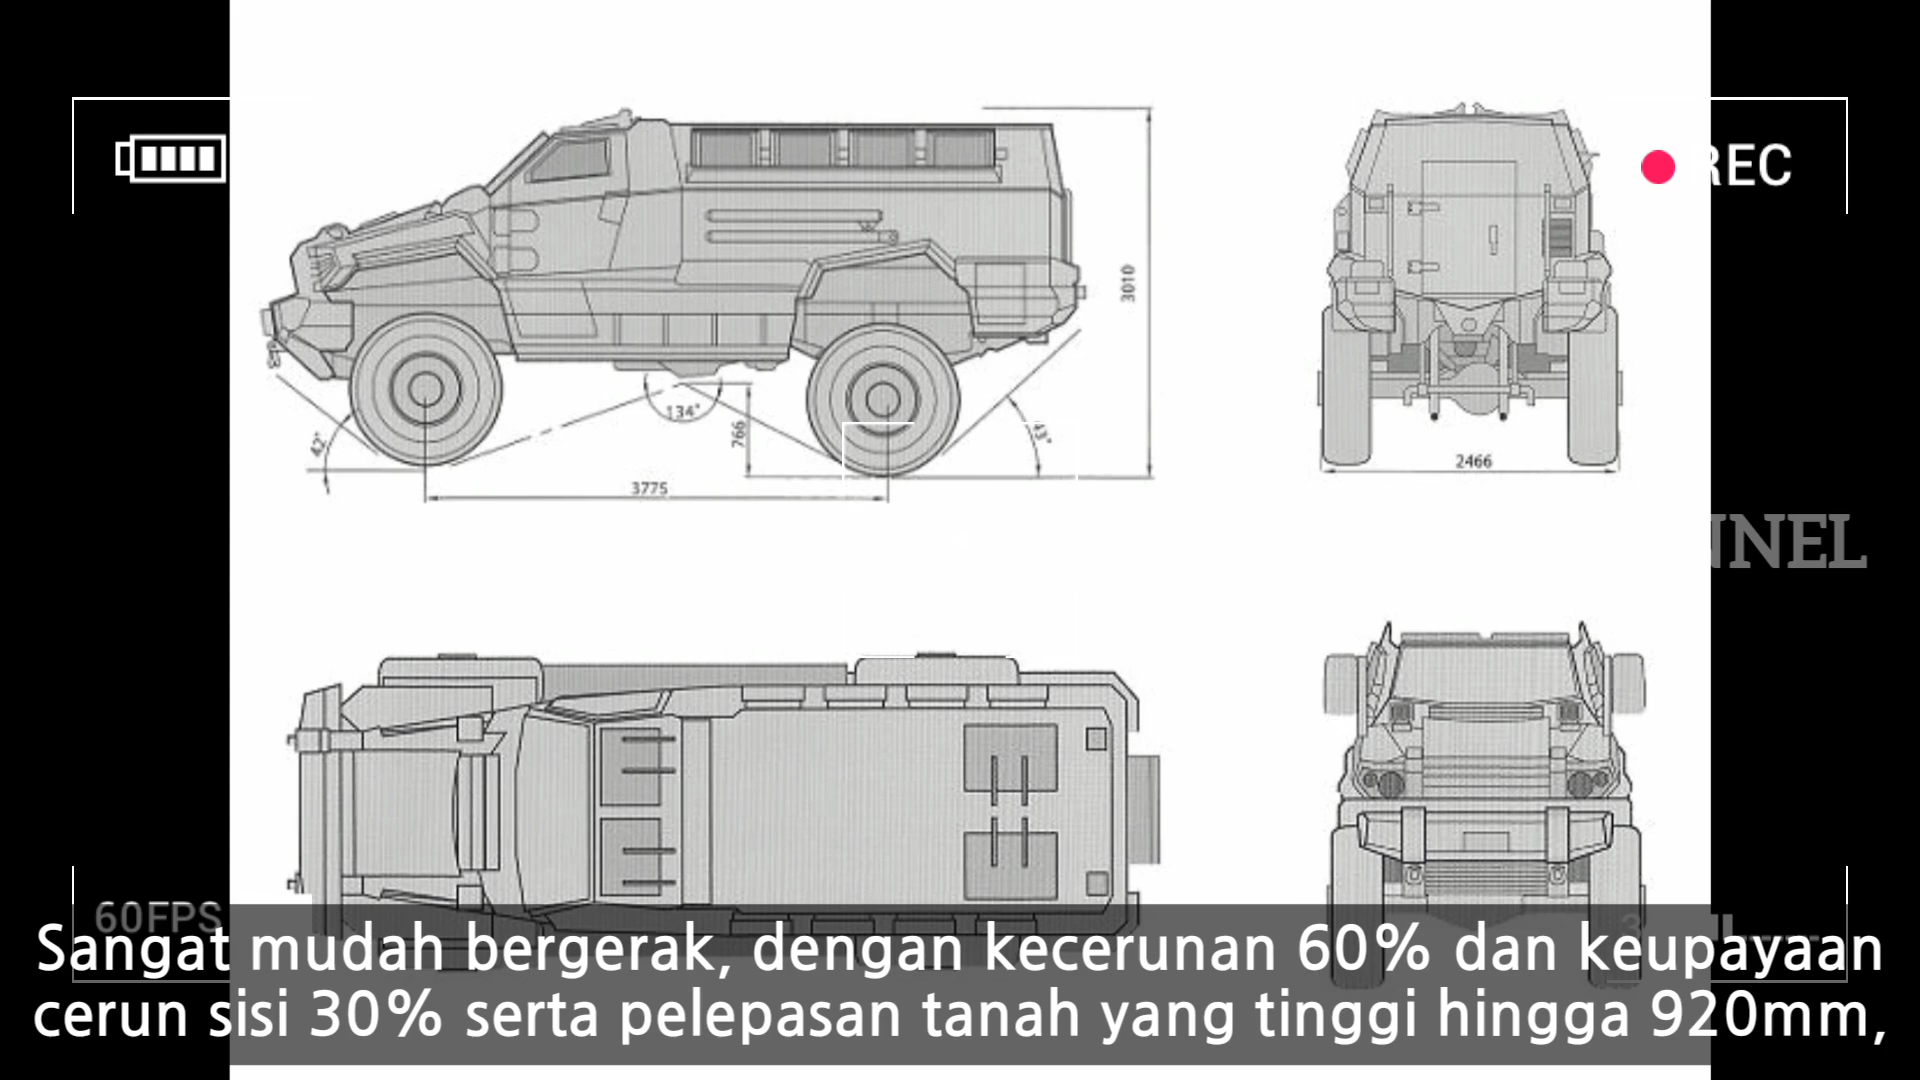 REC
3010
134°
766
42°
43°
3775
2466
NNEL
60FPS
Sangat mudah bergerak, dengan kecerunan 60% dan keupayaan
cerun sisi 30% serta pelepasan tanah yang tinggi hingga 920mm,